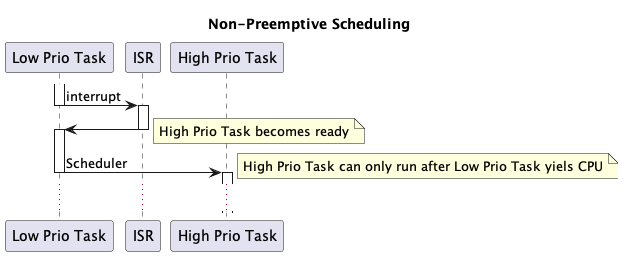 Non-Preemptive Scheduling
Low Prio Task
ISR
High Prio Task
interrupt
High Prio Task becomes ready
Scheduler
High Prio Task can only run after Low Prio Task yiels CPU
Low Prio Task
ISR
High Prio Task